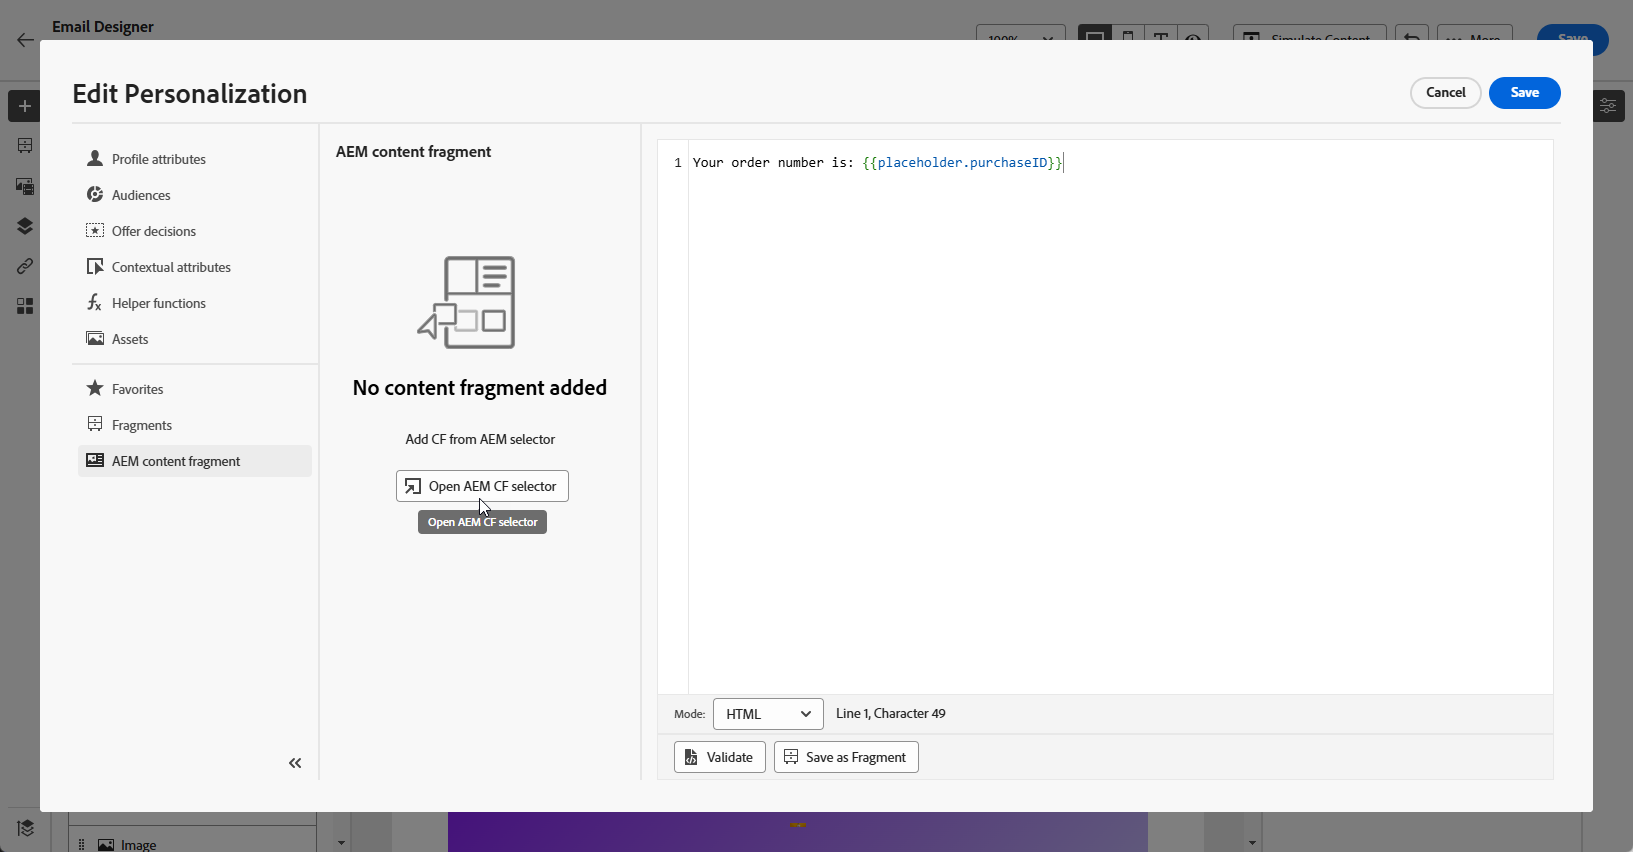 Email Designer
100%
Simulate Content
More
Save
Edit Personalization
Cancel
Save
Profile attributes
Audiences
Offer decisions
Contextual attributes
Helper functions
Assets
Favorites
Fragments
AEM content fragment
AEM content fragment
No content fragment added
Add CF from AEM selector
Open AEM CF selector
Open AEM CF selector
1 Your order number is: {{placeholder.purchaseID}}
Mode: HTML Line 1, Character 49
Validate Save as Fragment
Image